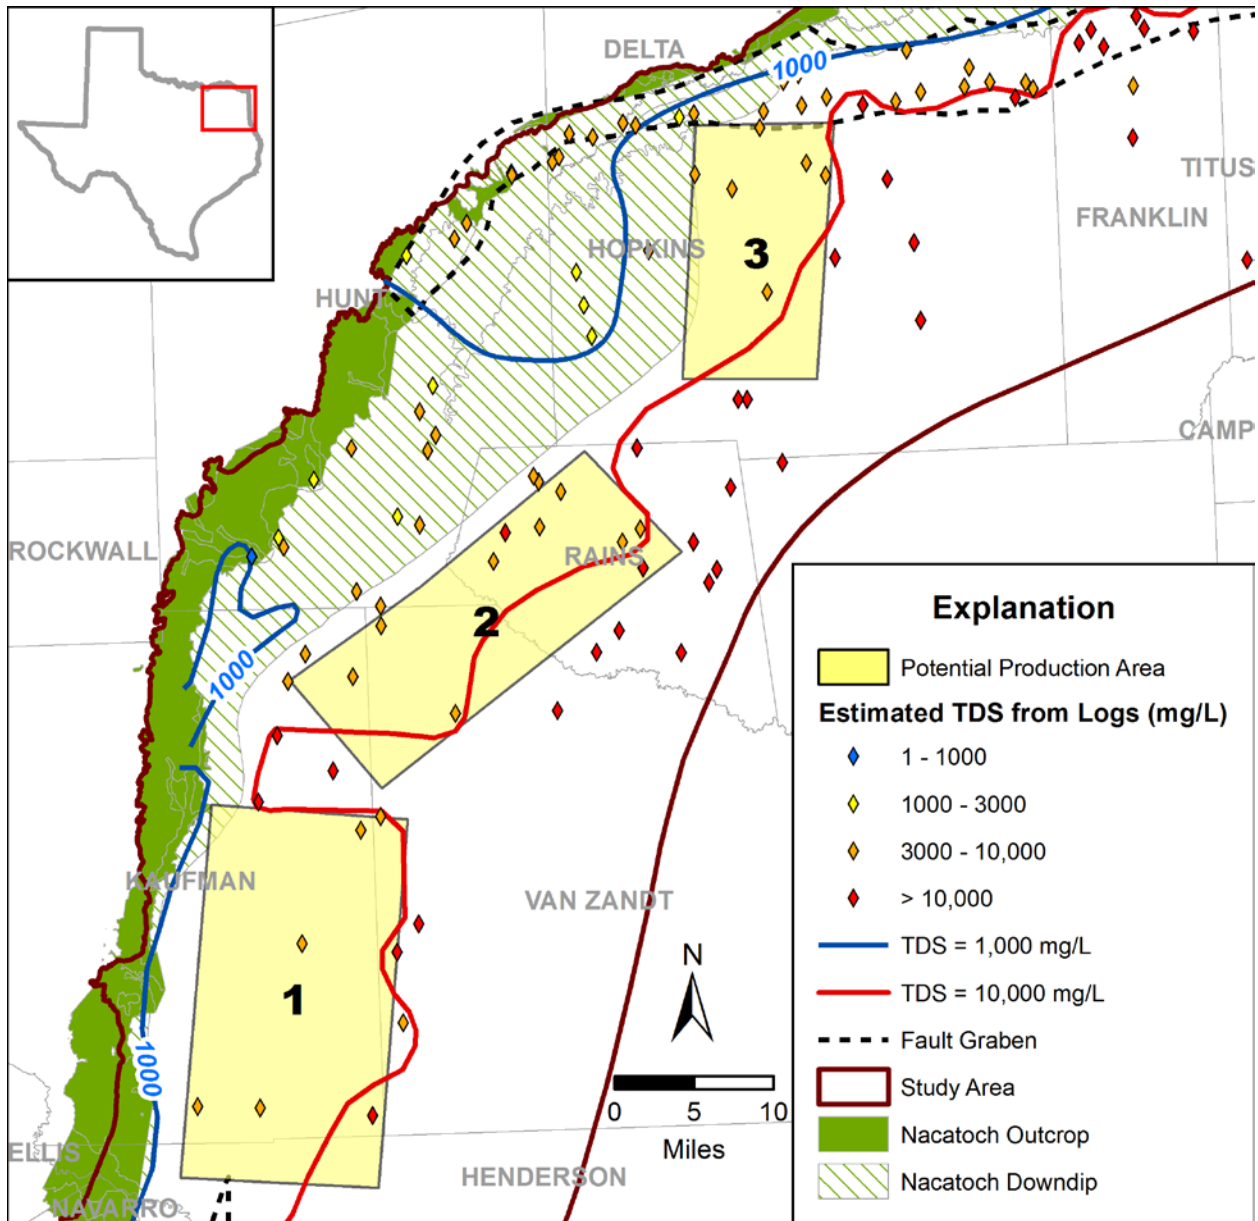 DELTA
1000
TITUS
FRANKLIN
HOPKINS
3
HUNT
CAMP
ROCKWALL
RAINS
2
1000
Explanation
Potential Production Area
Estimated TDS from Logs (mg/L)
1 - 1000
1000 - 3000
3000 - 10,000
> 10,000
TDS = 1,000 mg/L
TDS = 10,000 mg/L
Fault Graben
Study Area
Nacatoch Outcrop
Nacatoch Downdip
KAUFMAN
VAN ZANDT
N
1
1000
0 5 10
Miles
ELLIS
HENDERSON
NAVARRO